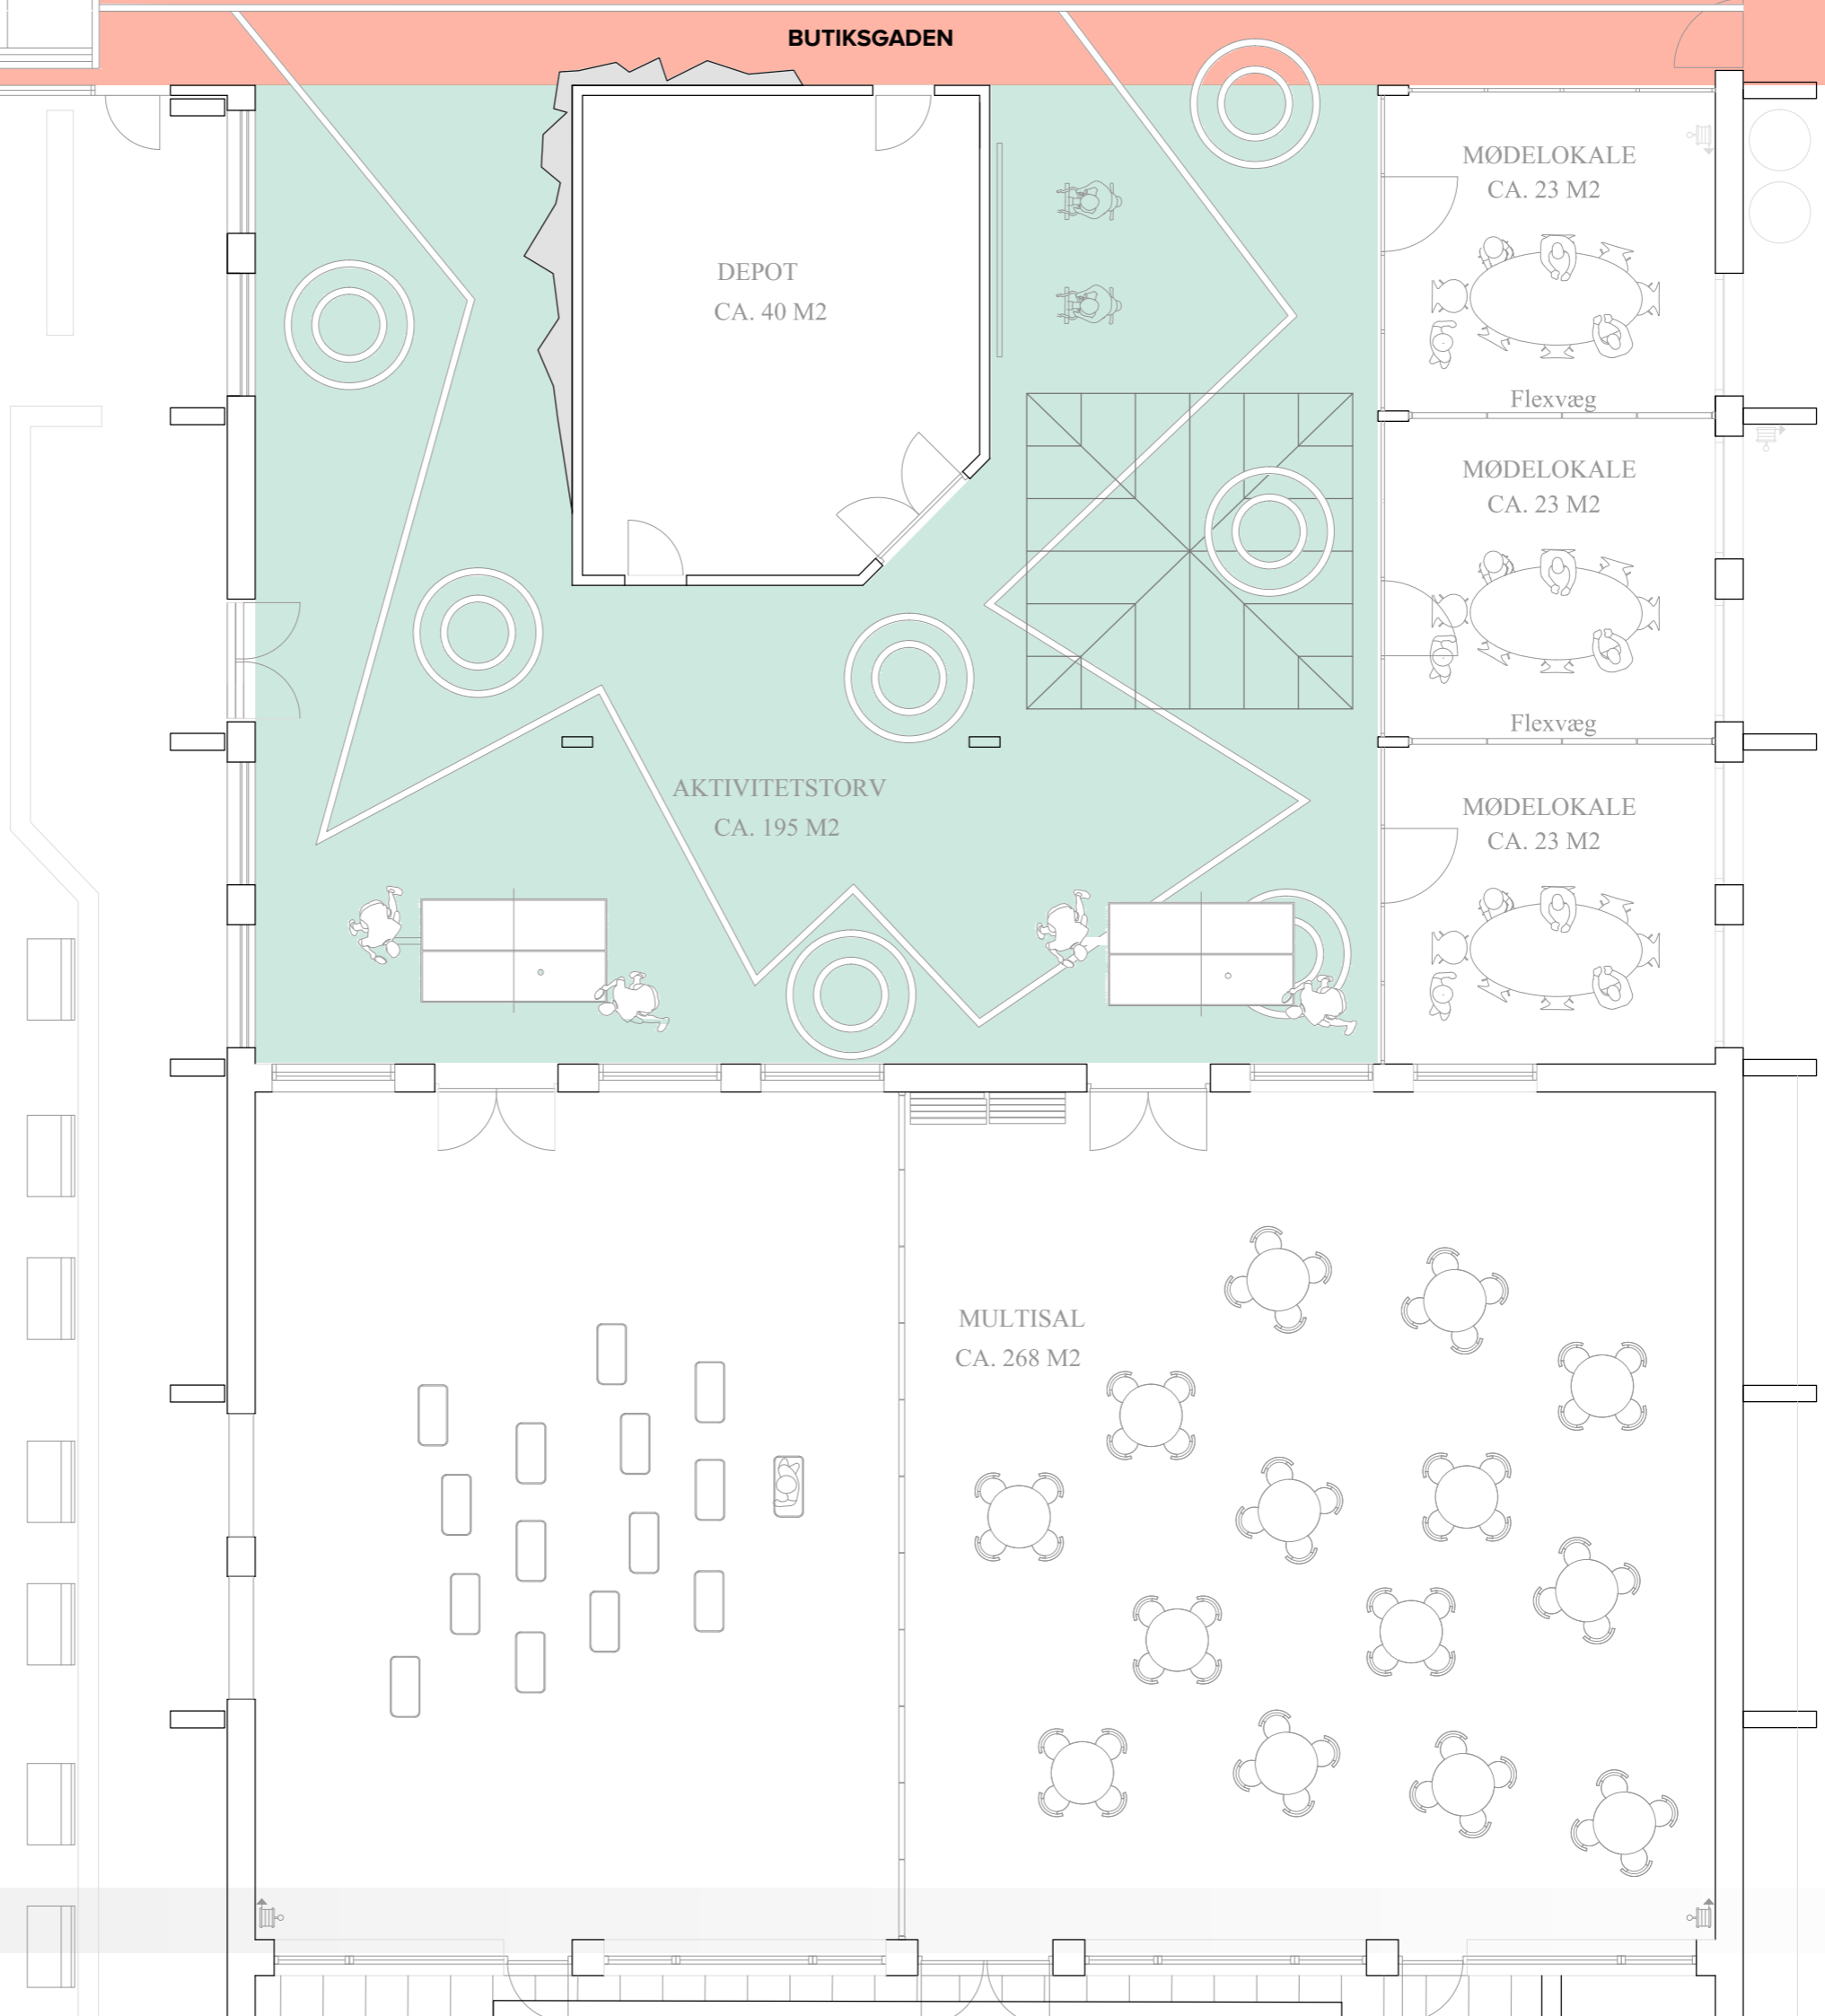 BUTIKSGADEN
MØDELOKALE
CA. 23 M2
DEPOT
CA. 40 M2
Flexvæg
MØDELOKALE
CA. 23 M2
Flexvæg
AKTIVITETSTORV
CA. 195 M2
MØDELOKALE
CA. 23 M2
MULTISAL
CA. 268 M2